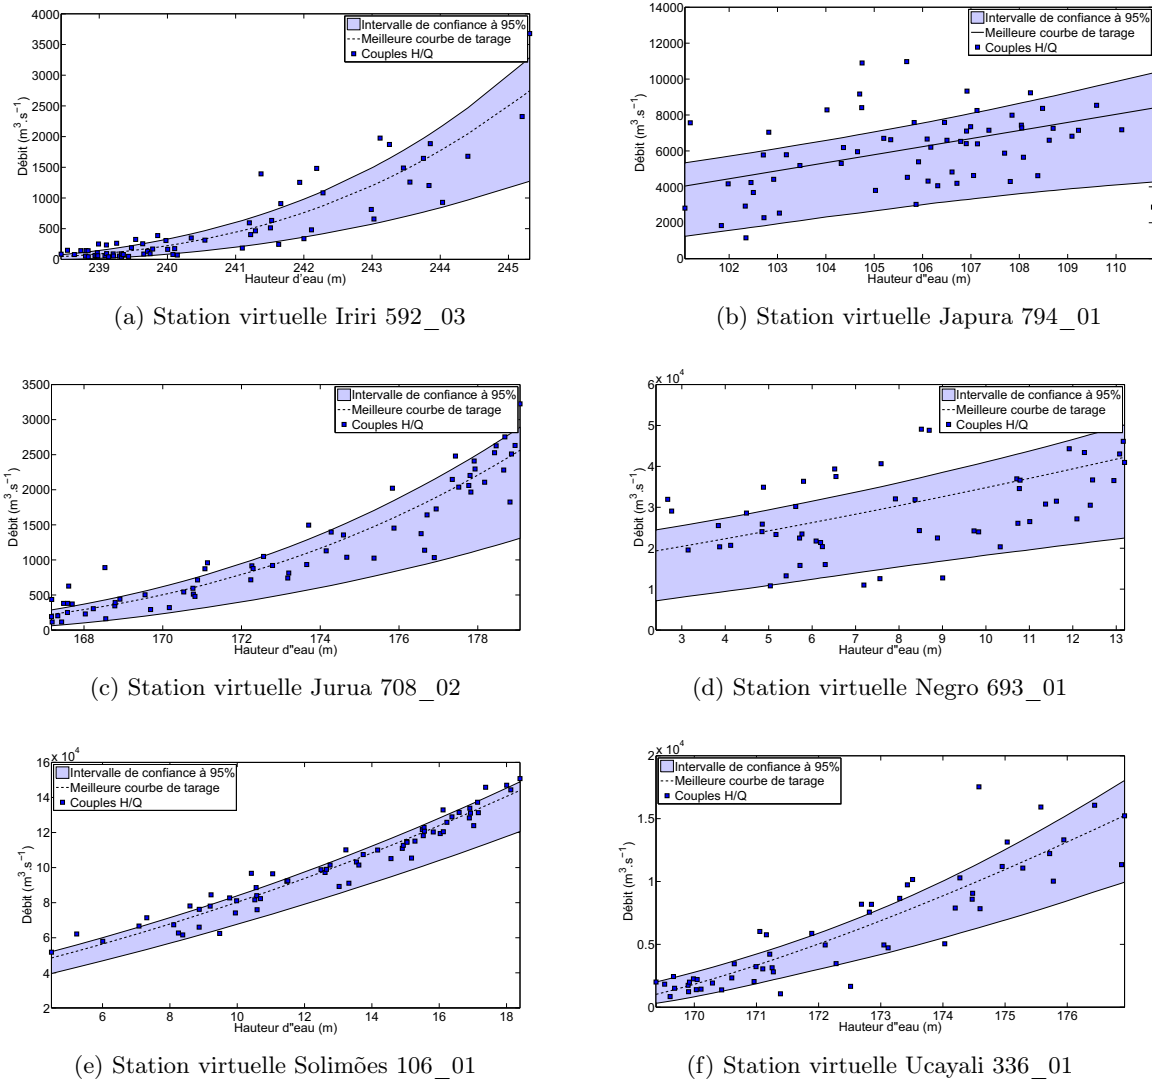 4000
3500
3000
2500
2000
1500
1000
500
0
Débit (m³.s⁻¹)
Intervalle de confiance à 95%
Meilleure courbe de tarage
Couples H/Q
239 240 241 242 243 244 245
Hauteur d'eau (m)
(a) Station virtuelle Iriri 592_03
14000
12000
10000
8000
6000
4000
2000
0
Débit (m³.s⁻¹)
Intervalle de confiance à 95%
Meilleure courbe de tarage
Couples H/Q
102 103 104 105 106 107 108 109 110
Hauteur d'eau (m)
(b) Station virtuelle Japura 794_01
3500
3000
2500
2000
1500
1000
500
0
Débit (m³.s⁻¹)
Intervalle de confiance à 95%
Meilleure courbe de tarage
Couples H/Q
168 170 172 174 176 178
Hauteur d"eau (m)
(c) Station virtuelle Jurua 708_02
x 10⁴
6
5
4
3
2
1
0
Débit (m³.s⁻¹)
Intervalle de confiance à 95%
Meilleure courbe de tarage
Couples H/Q
3 4 5 6 7 8 9 10 11 12 13
Hauteur d"eau (m)
(d) Station virtuelle Negro 693_01
x 10⁴
16
14
12
10
8
6
4
2
Débit (m³.s⁻¹)
Intervalle de confiance à 95%
Meilleure courbe de tarage
Couples H/Q
6 8 10 12 14 16 18
Hauteur d"eau (m)
(e) Station virtuelle Solimões 106_01
x 10⁴
2
1.5
1
0.5
0
Débit (m³.s⁻¹)
Intervalle de confiance à 95%
Meilleure courbe de tarage
Couples H/Q
170 171 172 173 174 175 176
Hauteur d"eau (m)
(f) Station virtuelle Ucayali 336_01